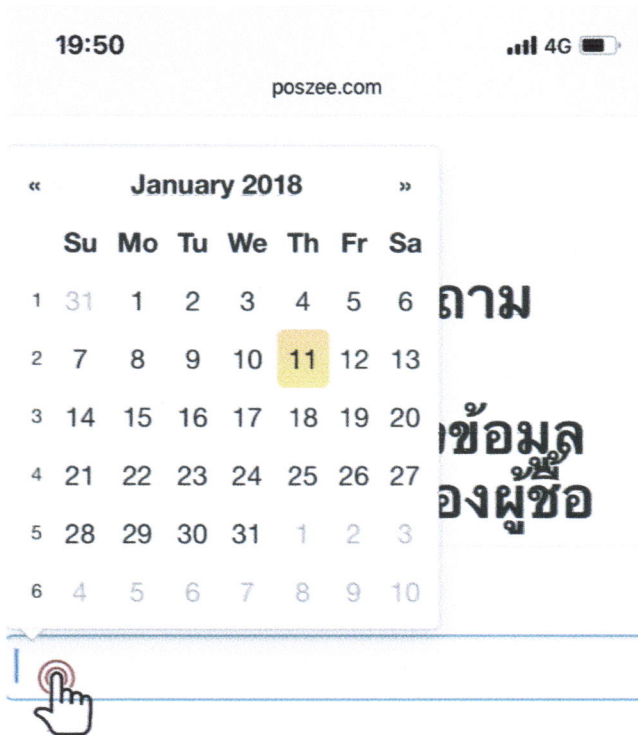 19:50 4G
poszee.com
« January 2018 »
Su Mo Tu We Th Fr Sa
1 31 1 2 3 4 5 6
ถาม
2 7 8 9 10 11 12 13
3 14 15 16 17 18 19 20
ข้อมูล
4 21 22 23 24 25 26 27
องผู้ซื้อ
5 28 29 30 31 1 2 3
6 4 5 6 7 8 9 10